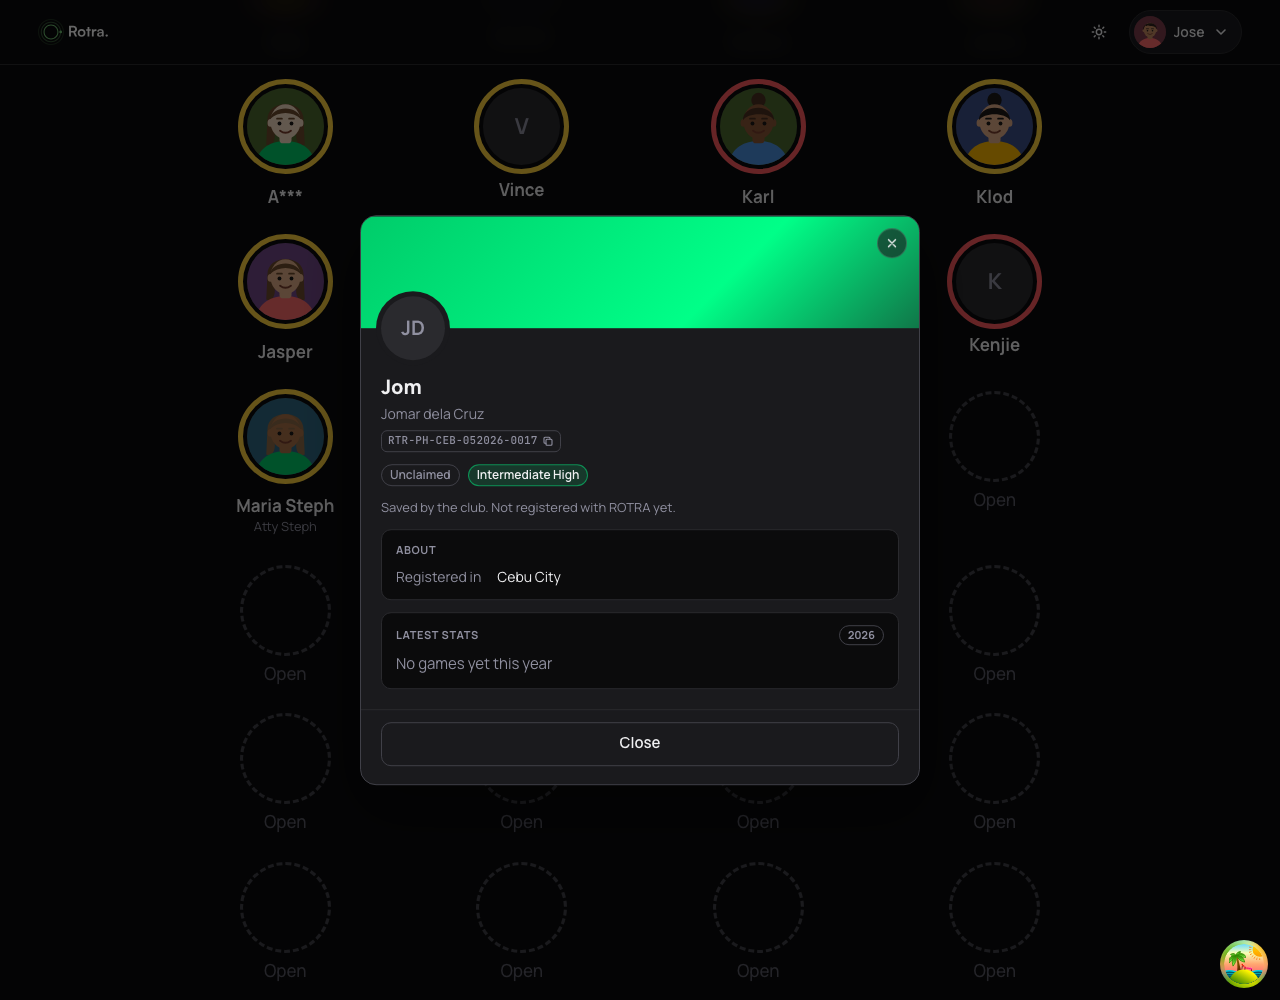 Rotra.
Jose
A***
V
Vince
Karl
Klod
Jasper
K
Kenjie
Maria Steph
Atty Steph
JD
Jom
Jomar dela Cruz
RTR-PH-CEB-052026-0017
Unclaimed
Intermediate High
Saved by the club. Not registered with ROTRA yet.
ABOUT
Registered in Cebu City
LATEST STATS
2026
No games yet this year
Close
Open
Open
Open
Open
Open
Open
Open
Open
Open
Open
Open